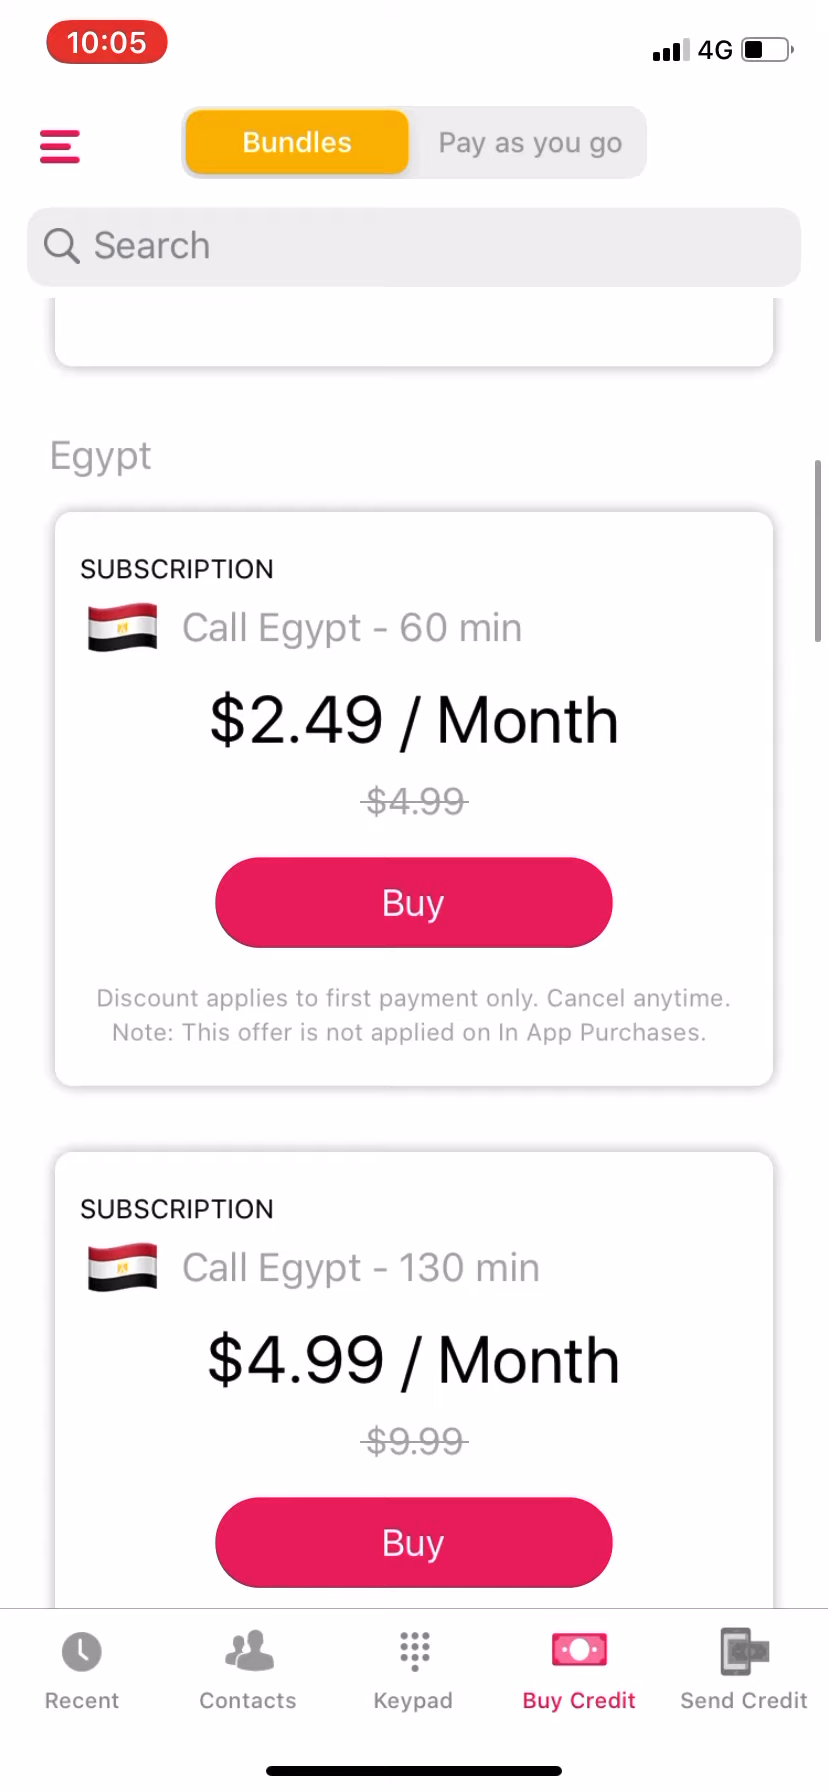 10:05
4G
Bundles
Pay as you go
Search
Egypt
SUBSCRIPTION
Call Egypt - 60 min
$2.49 / Month
$4.99
Buy
Discount applies to first payment only. Cancel anytime.
Note: This offer is not applied on In App Purchases.
SUBSCRIPTION
Call Egypt - 130 min
$4.99 / Month
$9.99
Buy
Recent
Contacts
Keypad
Buy Credit
Send Credit